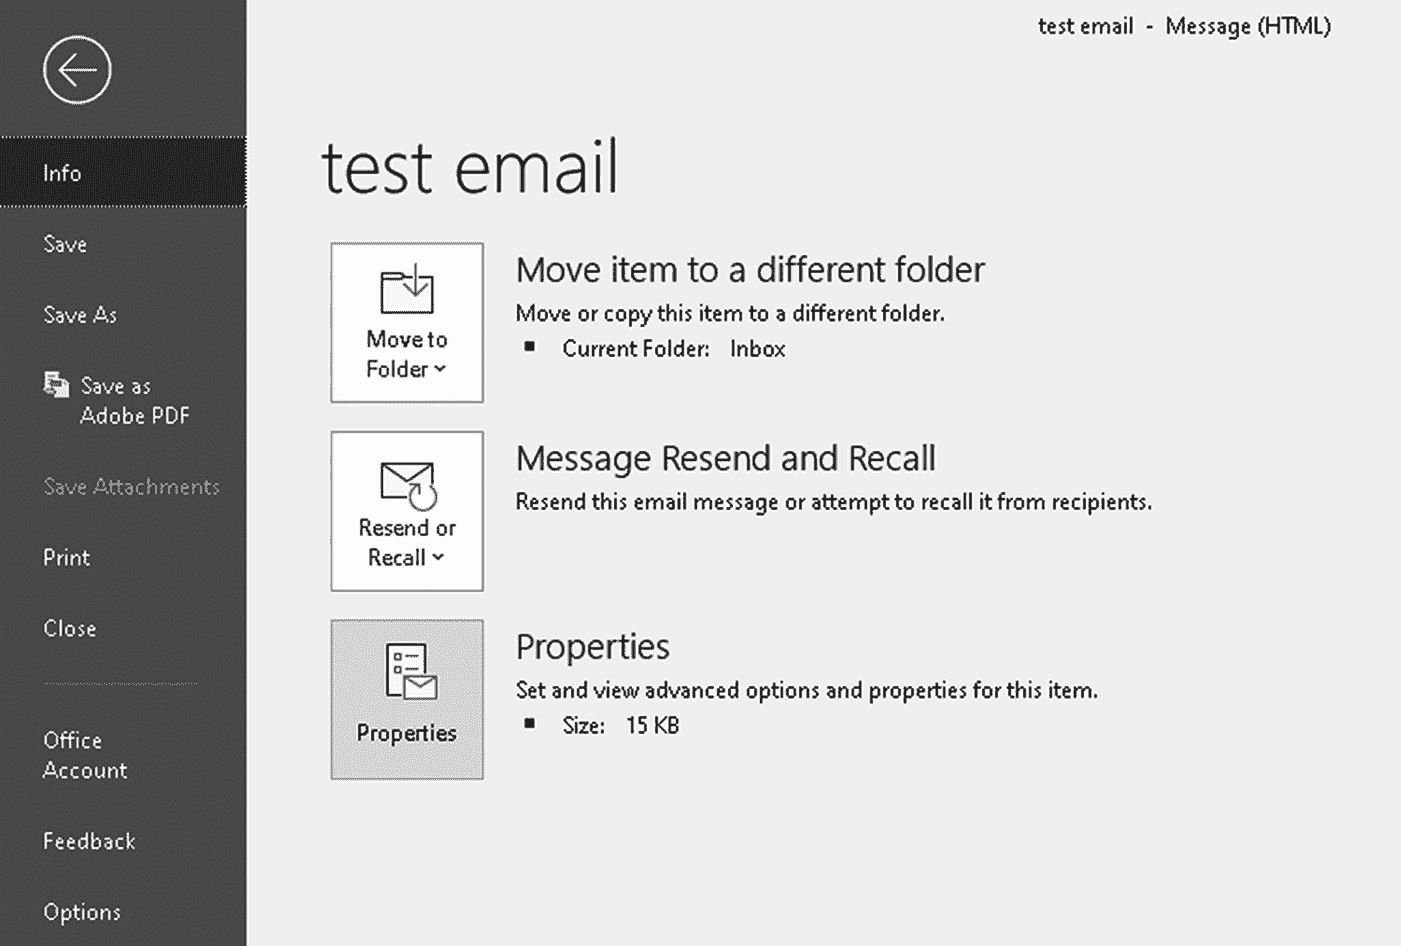 test email - Message (HTML)
Info
Save
Save As
Save as
Adobe PDF
Save Attachments
Print
Close
Office
Account
Feedback
Options
test email
Move to
Folder
Move item to a different folder
Move or copy this item to a different folder.
Current Folder: Inbox
Resend or
Recall
Message Resend and Recall
Resend this email message or attempt to recall it from recipients.
Properties
Properties
Set and view advanced options and properties for this item.
Size: 15 KB